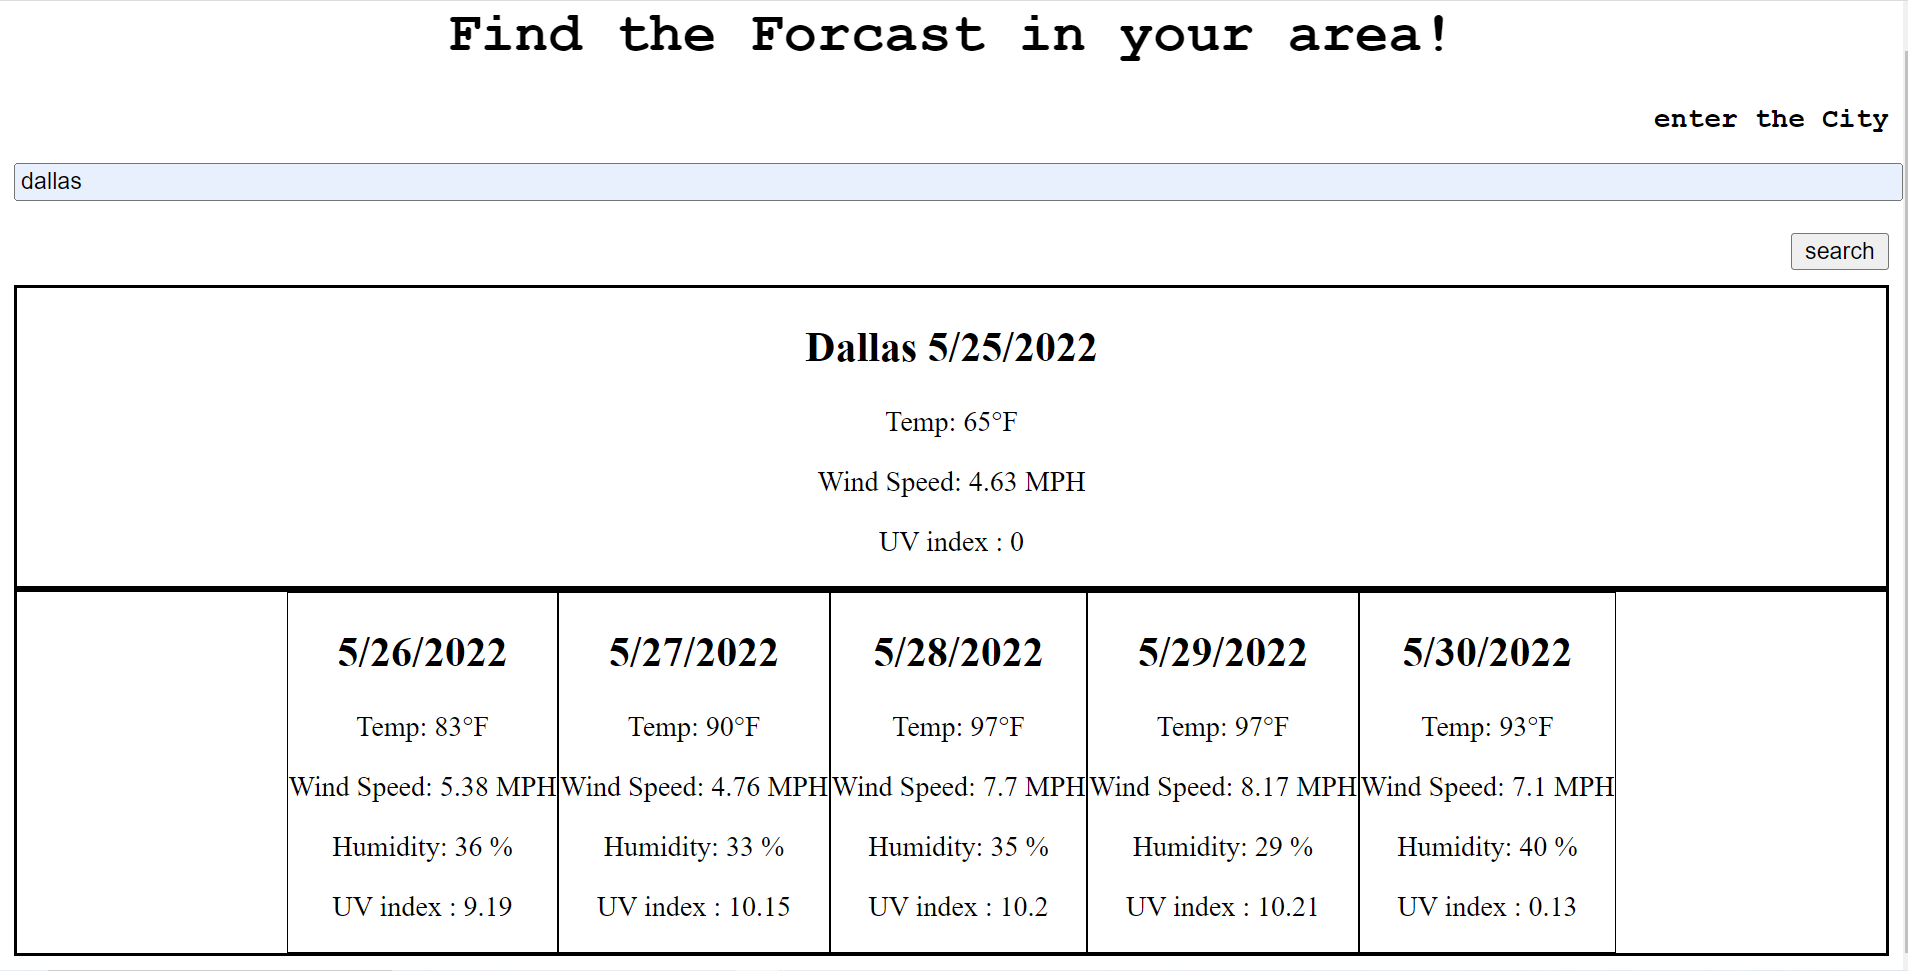 Find the Forcast in your area!
enter the City
dallas
search
Dallas 5/25/2022
Temp: 65°F
Wind Speed: 4.63 MPH
UV index : 0
5/26/2022
Temp: 83°F
Wind Speed: 5.38 MPH
Humidity: 36 %
UV index : 9.19
5/27/2022
Temp: 90°F
Wind Speed: 4.76 MPH
Humidity: 33 %
UV index : 10.15
5/28/2022
Temp: 97°F
Wind Speed: 7.7 MPH
Humidity: 35 %
UV index : 10.2
5/29/2022
Temp: 97°F
Wind Speed: 8.17 MPH
Humidity: 29 %
UV index : 10.21
5/30/2022
Temp: 93°F
Wind Speed: 7.1 MPH
Humidity: 40 %
UV index : 0.13